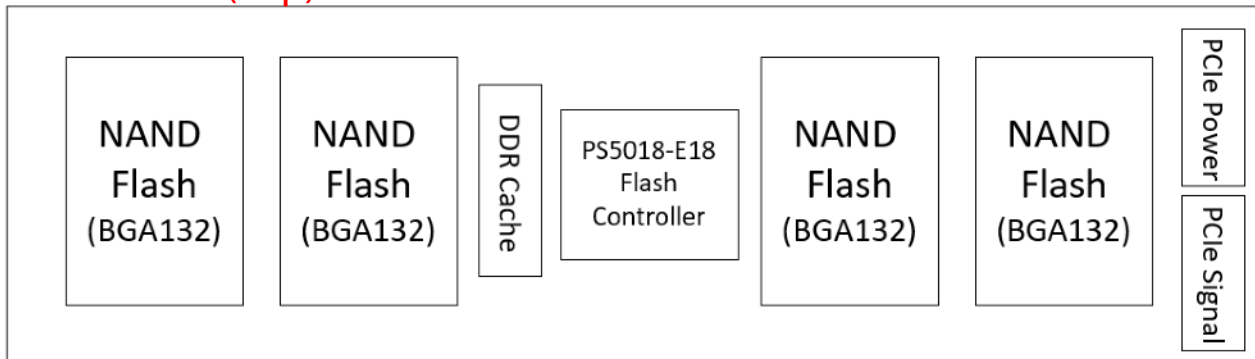 NAND
Flash
(BGA132)
NAND
Flash
(BGA132)
DDR Cache
PS5018-E18
Flash
Controller
NAND
Flash
(BGA132)
NAND
Flash
(BGA132)
PCIe Power
PCIe Signal